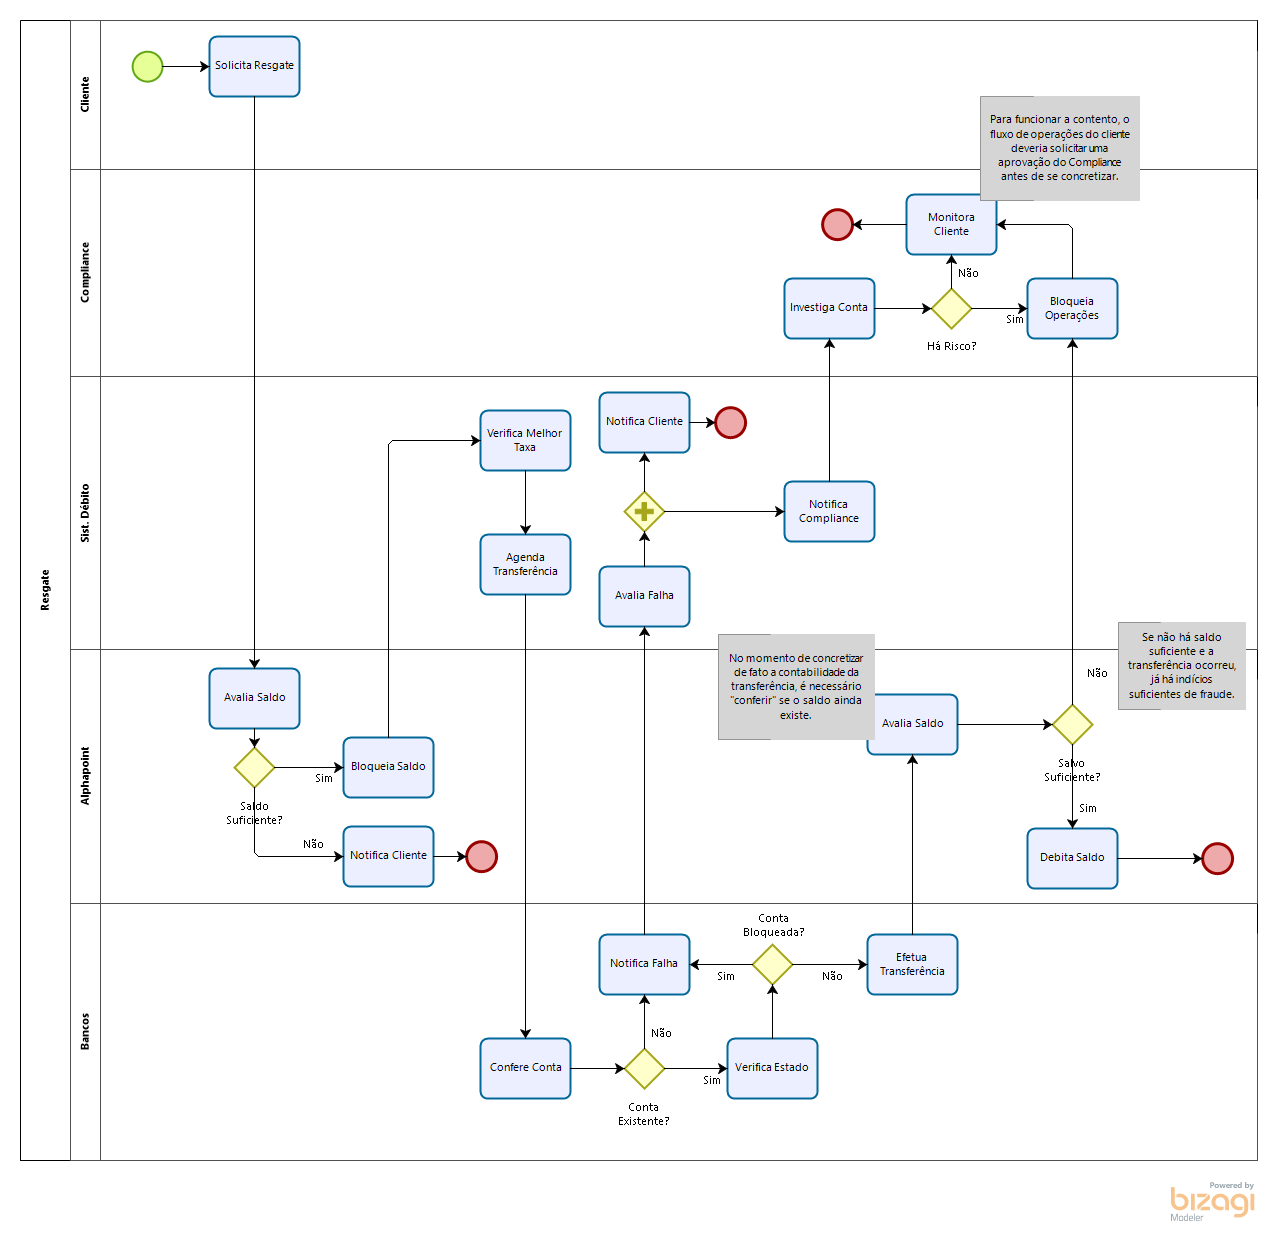 Resgate
Cliente
Solicita Resgate
Para funcionar a contento, o
fluxo de operações do cliente
deveria solicitar uma
aprovação do Compliance
antes de se concretizar.
Compliance
Monitora
Cliente
Não
Investiga Conta
Sim
Bloqueia
Operações
Há Risco?
Sist. Débito
Notifica Cliente
Verifica Melhor
Taxa
Notifica
Compliance
Agenda
Transferência
Avalia Falha
Alphapoint
No momento de concretizar
de fato a contabilidade da
transferência, é necessário
"conferir" se o saldo ainda
existe.
Se não há saldo
suficiente e a
transferência ocorreu,
já há indícios
suficientes de fraude.
Não
Avalia Saldo
Avalia Saldo
Salvo
Suficiente?
Sim
Bloqueia Saldo
Sim
Saldo
Suficiente?
Não
Notifica Cliente
Debita Saldo
Bancos
Conta
Bloqueada?
Notifica Falha
Sim
Não
Efetua
Transferência
Não
Confere Conta
Sim
Verifica Estado
Conta
Existente?
Powered by
bizagi
Modeler